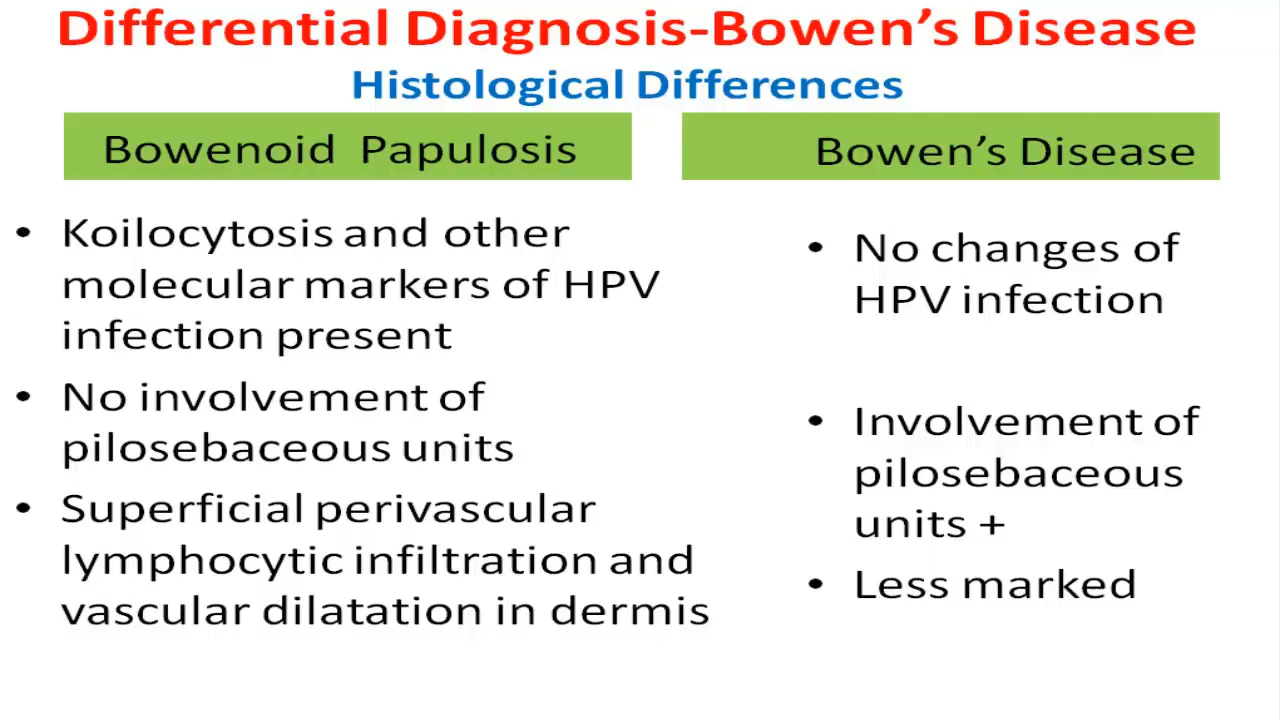 Differential Diagnosis-Bowen’s Disease
Histological Differences
Bowenoid Papulosis
• Koilocytosis and other
molecular markers of HPV
infection present
• No involvement of
pilosebaceous units
• Superficial perivascular
lymphocytic infiltration and
vascular dilatation in dermis
Bowen’s Disease
• No changes of
HPV infection
• Involvement of
pilosebaceous
units +
• Less marked